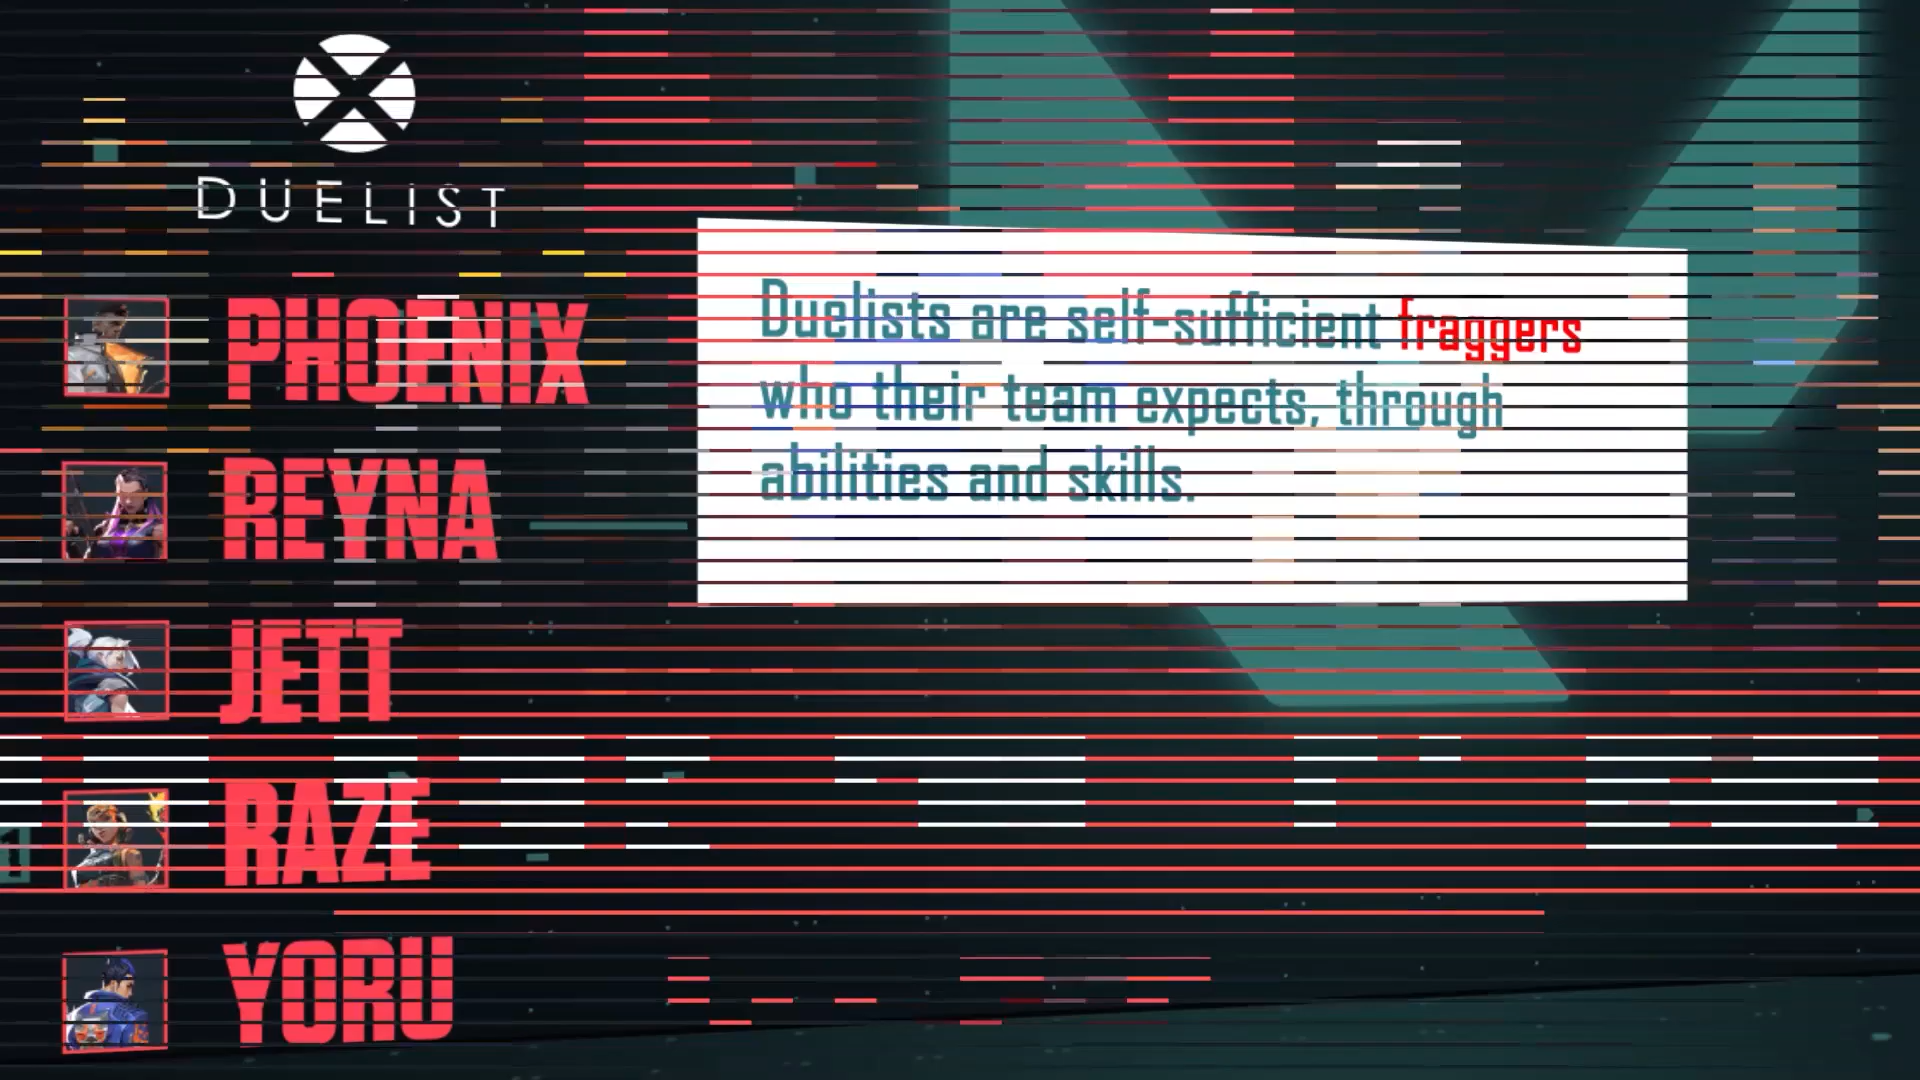 DUELIST
PHOENIX
REYNA
JETT
RAZE
YORU
Duelists are self-sufficient fraggers
who their team expects, through
abilities and skills.